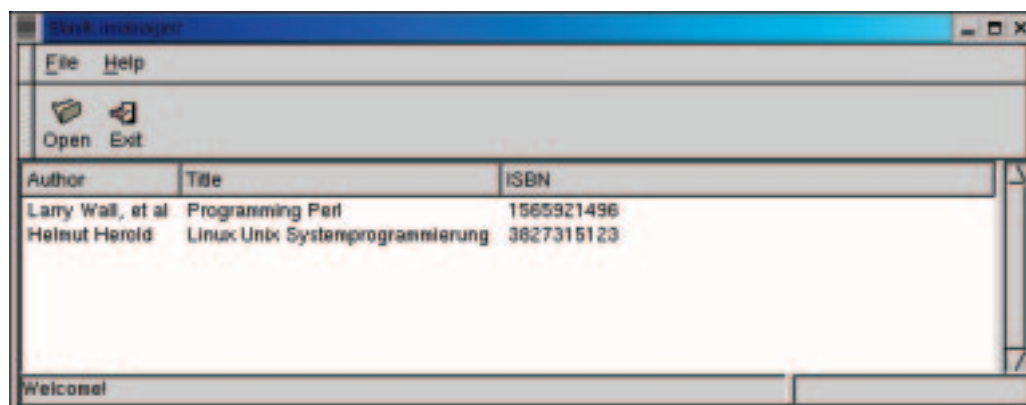 File Help
Open Exit
Author Title ISBN
Larry Wall, et al Programming Perl 1565921496
Helmut Herold Linux Unix Systemprogrammierung 3827315123
Welcome!